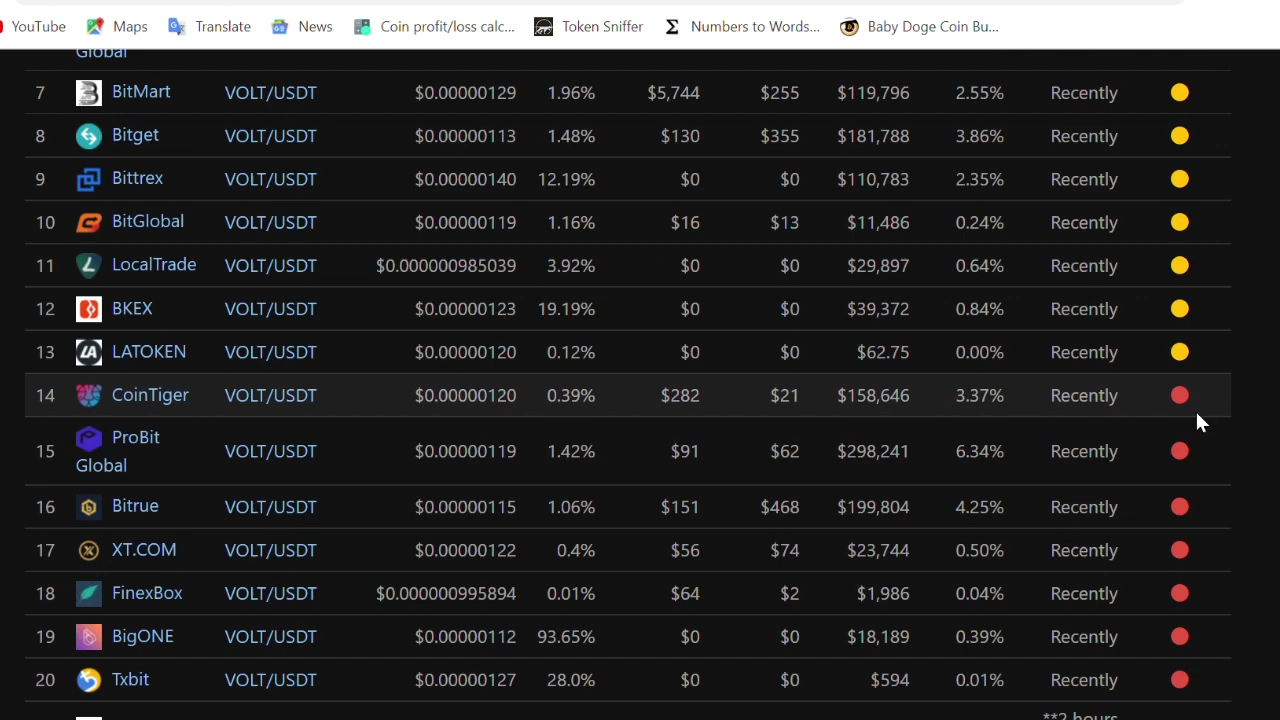 YouTube Maps Translate News Coin profit/loss calc... Token Sniffer Numbers to Words... Baby Doge Coin Bu...
Global
7 BitMart VOLT/USDT $0.00000129 1.96% $5,744 $255 $119,796 2.55% Recently
8 Bitget VOLT/USDT $0.00000113 1.48% $130 $355 $181,788 3.86% Recently
9 Bittrex VOLT/USDT $0.00000140 12.19% $0 $0 $110,783 2.35% Recently
10 BitGlobal VOLT/USDT $0.00000119 1.16% $16 $13 $11,486 0.24% Recently
11 LocalTrade VOLT/USDT $0.000000985039 3.92% $0 $0 $29,897 0.64% Recently
12 BKEX VOLT/USDT $0.00000123 19.19% $0 $0 $39,372 0.84% Recently
13 LATOKEN VOLT/USDT $0.00000120 0.12% $0 $0 $62.75 0.00% Recently
14 CoinTiger VOLT/USDT $0.00000120 0.39% $282 $21 $158,646 3.37% Recently
15 ProBit Global VOLT/USDT $0.00000119 1.42% $91 $62 $298,241 6.34% Recently
16 Bitrue VOLT/USDT $0.00000115 1.06% $151 $468 $199,804 4.25% Recently
17 XT.COM VOLT/USDT $0.00000122 0.4% $56 $74 $23,744 0.50% Recently
18 FinexBox VOLT/USDT $0.000000995894 0.01% $64 $2 $1,986 0.04% Recently
19 BigONE VOLT/USDT $0.00000112 93.65% $0 $0 $18,189 0.39% Recently
20 Txbit VOLT/USDT $0.00000127 28.0% $0 $0 $594 0.01% Recently
**2 hours